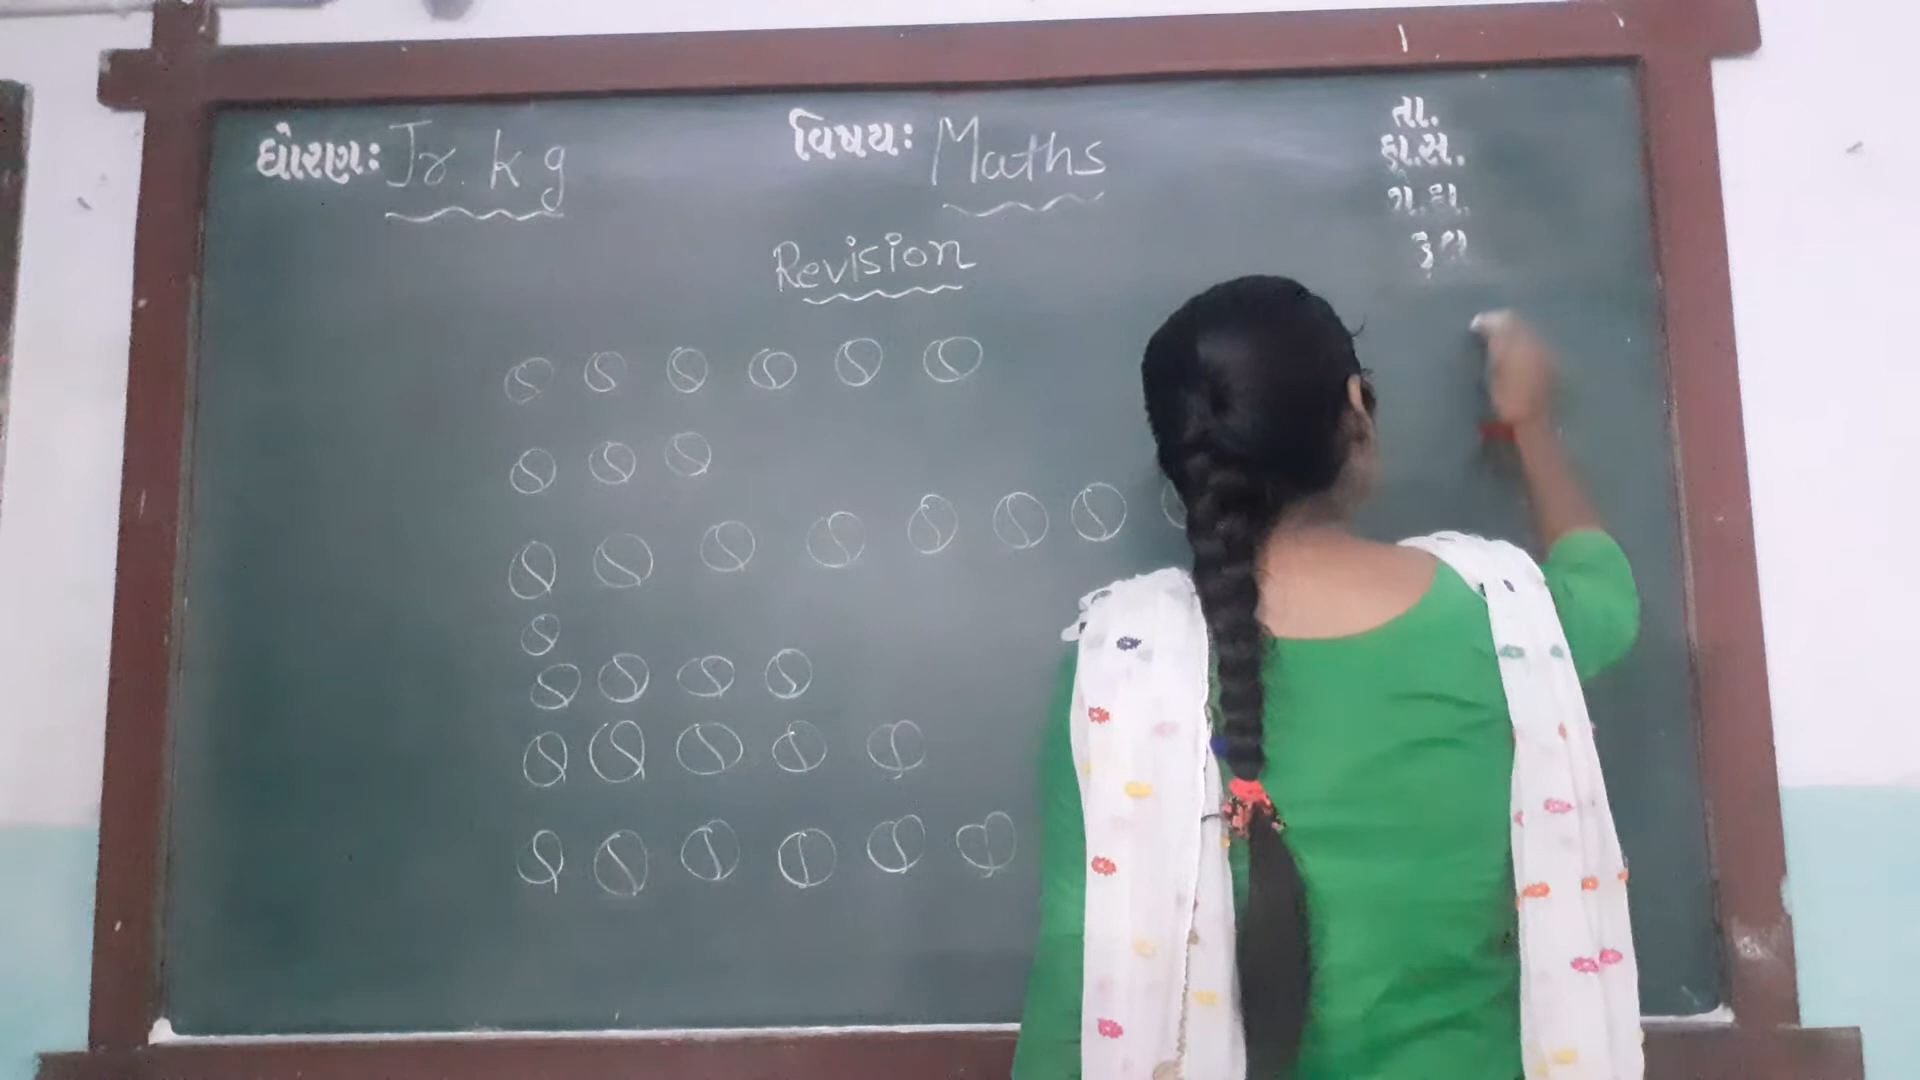 ધોરણઃ Jr. kg
વિષયઃ Maths
તા.
હા.સ.
ગ.હા.
કુલ
Revision